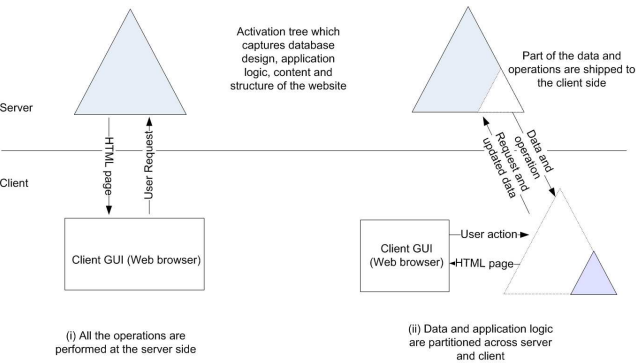 Activation tree which
captures database
design, application
logic, content and
structure of the website
Part of the data and
operations are shipped to
the client side
Server
HTML page
User Request
Data and
operation
Request and
updated data
Client
Client GUI (Web browser)
Client GUI
(Web browser)
User action
HTML page
(i) All the operations are
performed at the server side
(ii) Data and application logic
are partitioned across server
and client